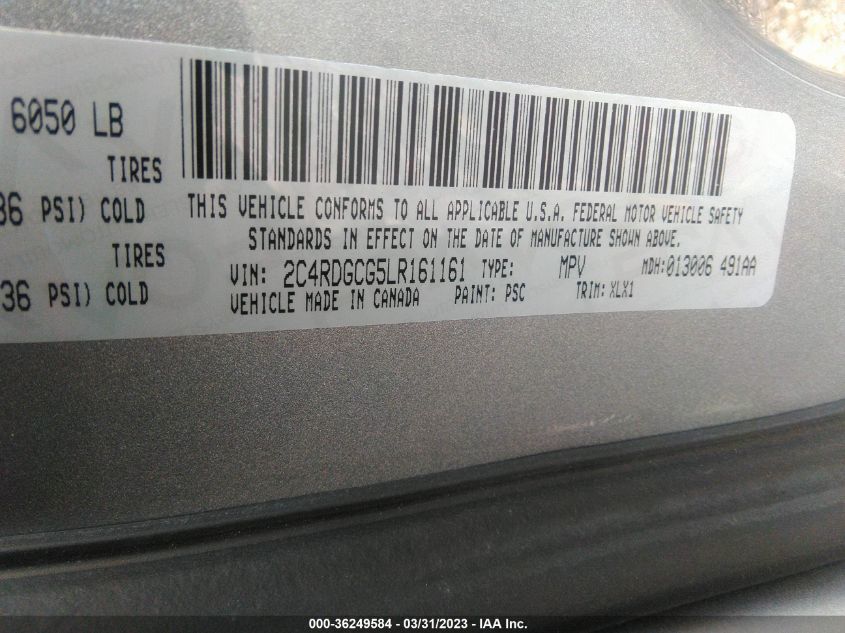 6050 LB
TIRES
36 PSI) COLD
TIRES
36 PSI) COLD
THIS VEHICLE CONFORMS TO ALL APPLICABLE U.S.A. FEDERAL MOTOR VEHICLE SAFETY
STANDARDS IN EFFECT ON THE DATE OF MANUFACTURE SHOWN ABOVE.
VIN: 2C4RDGCG5LR161161 TYPE: MPV MDH:013006 491AA
VEHICLE MADE IN CANADA PAINT: PSC TRIM: XLX1
000-36249584 / 03/31/2023 - © IAA Inc.